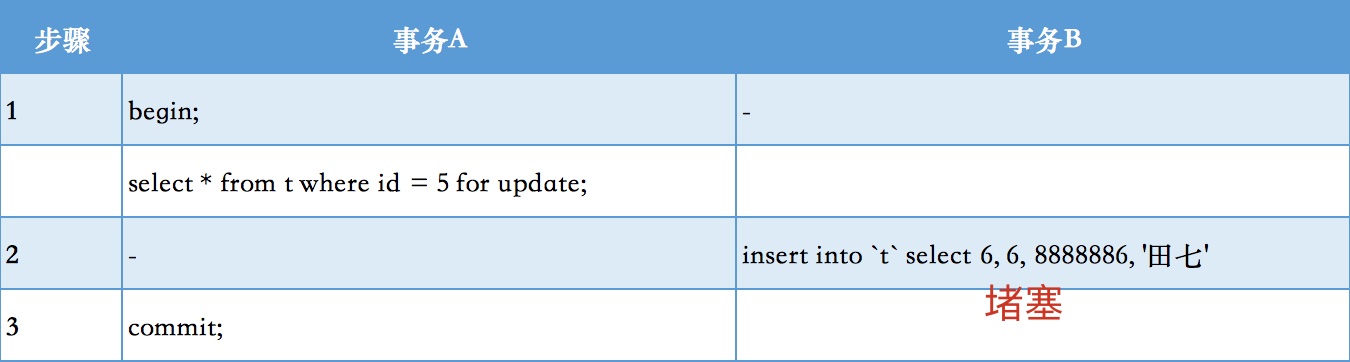 步骤 事务A 事务B
1 begin; -
select * from t where id = 5 for update;
2 - insert into `t` select 6, 6, 8888886, '田七'
堵塞
3 commit;